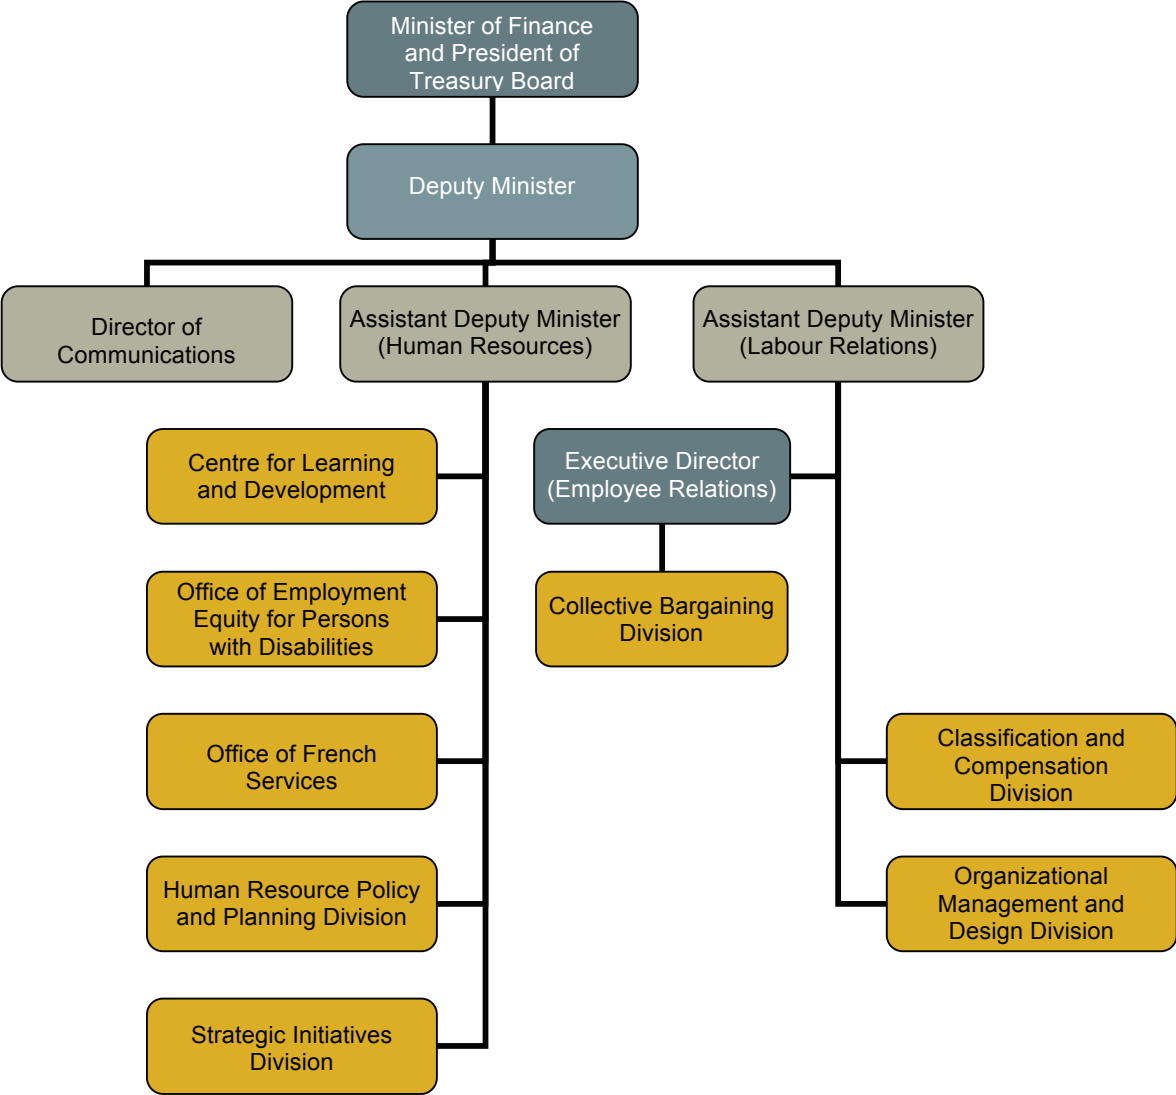 Minister of Finance
and President of
Treasury Board
Deputy Minister
Director of
Communications
Assistant Deputy Minister
(Human Resources)
Assistant Deputy Minister
(Labour Relations)
Centre for Learning
and Development
Executive Director
(Employee Relations)
Office of Employment
Equity for Persons
with Disabilities
Collective Bargaining
Division
Office of French
Services
Classification and
Compensation
Division
Human Resource Policy
and Planning Division
Organizational
Management and
Design Division
Strategic Initiatives
Division